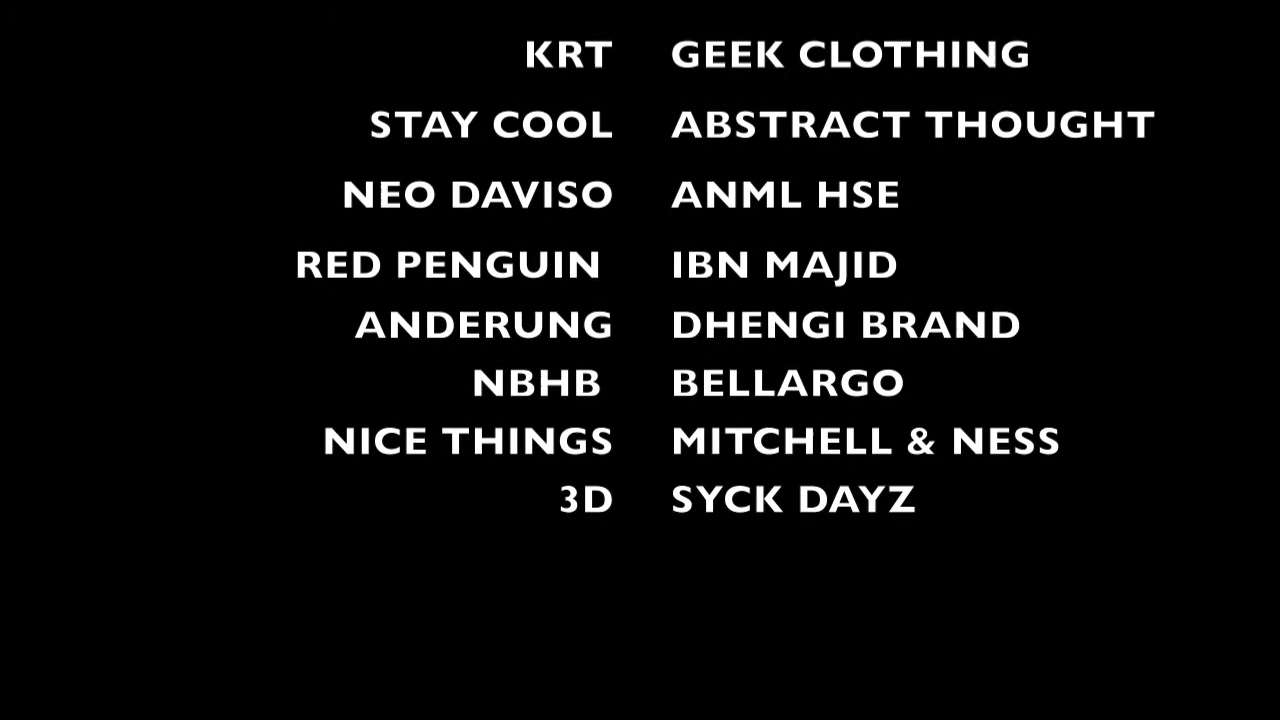 KRT GEEK CLOTHING
STAY COOL ABSTRACT THOUGHT
NEO DAVISO ANML HSE
RED PENGUIN IBN MAJID
ANDERUNG DHENGI BRAND
NBHB BELLARGO
NICE THINGS MITCHELL & NESS
3D SYCK DAYZ